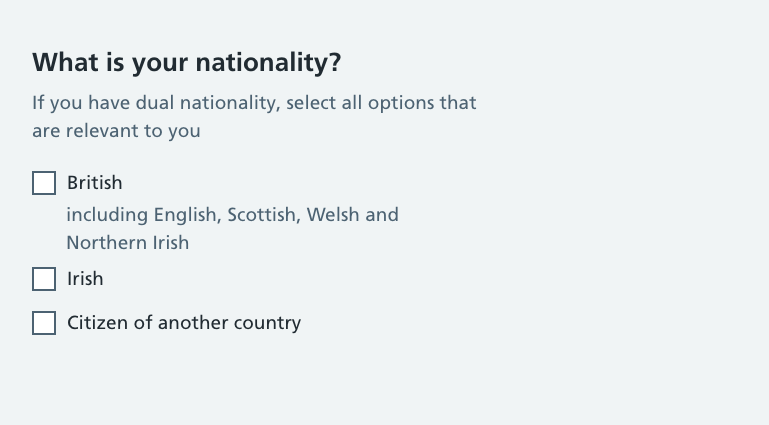 What is your nationality?
If you have dual nationality, select all options that
are relevant to you
British
including English, Scottish, Welsh and
Northern Irish
Irish
Citizen of another country